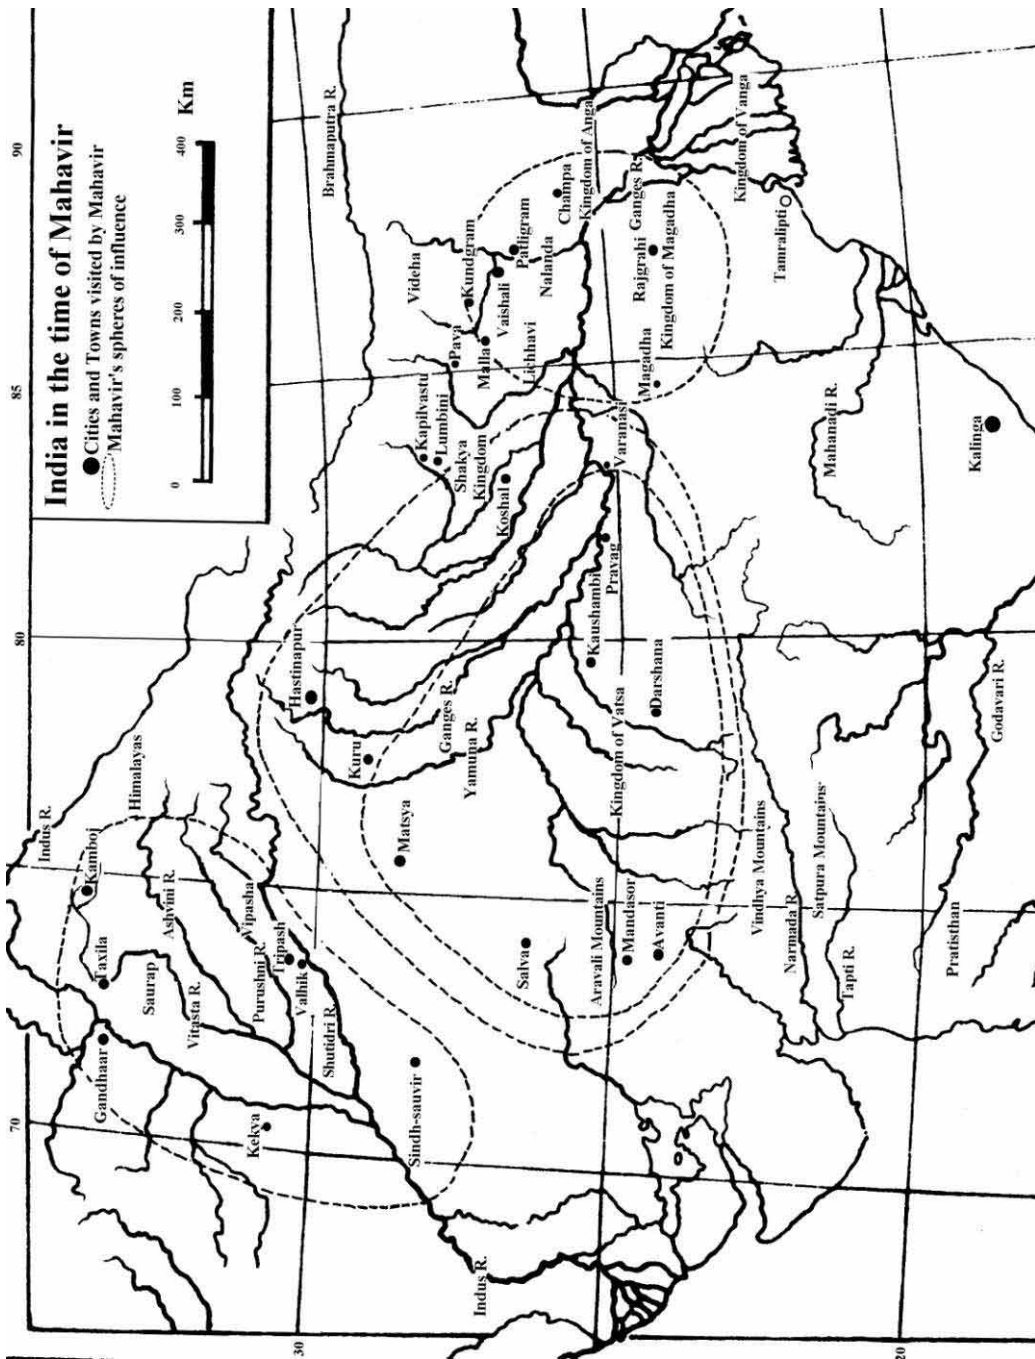 India in the time of Mahavir
Cities and Towns visited by Mahavir
Mahavir's spheres of influence
0 100 200 300 400 Km
70
80
85
90
30
20
Indus R.
Himalayas
Brahmaputra R.
Kamboj
Taxila
Gandhaar
Saurap
Ashvini R.
Vitasta R.
Vipasha
Purushni R.
Tripash
Valhik
Shutidri R.
Kekya
Sindh-sauvir
Indus R.
Hastinapur
Kuru
Matsya
Salva
Ganges R.
Yamuna R.
Kapilvastu
Lumbini
Shakya
Kingdom
Koshal
Pava
Malla
Lichhavi
Videha
Kundgram
Vaishali
Patligram
Nalanda
Champa
Kingdom of Anga
Ganges R.
Rajgrahi
Kingdom of Magadha
Magadha
Kingdom of Vanga
Tamralipti
Varanasi
Prayag
Kaushambi
Kingdom of Vatsa
Darshana
Aravali Mountains
Mandasor
Avanti
Vindhya Mountains
Narmada R.
Satpura Mountains
Tapti R.
Pratisthan
Godavari R.
Mahanadi R.
Kalinga